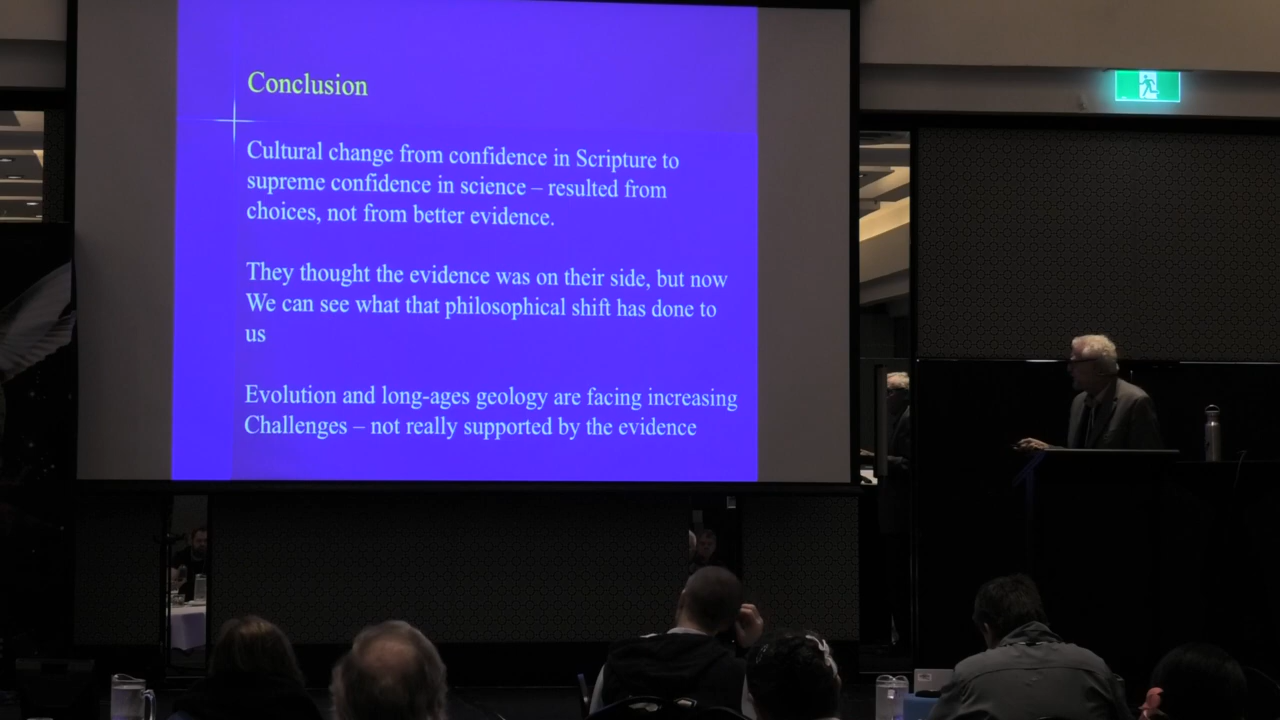 Conclusion
Cultural change from confidence in Scripture to
supreme confidence in science – resulted from
choices, not from better evidence.
They thought the evidence was on their side, but now
We can see what that philosophical shift has done to
us
Evolution and long-ages geology are facing increasing
Challenges – not really supported by the evidence